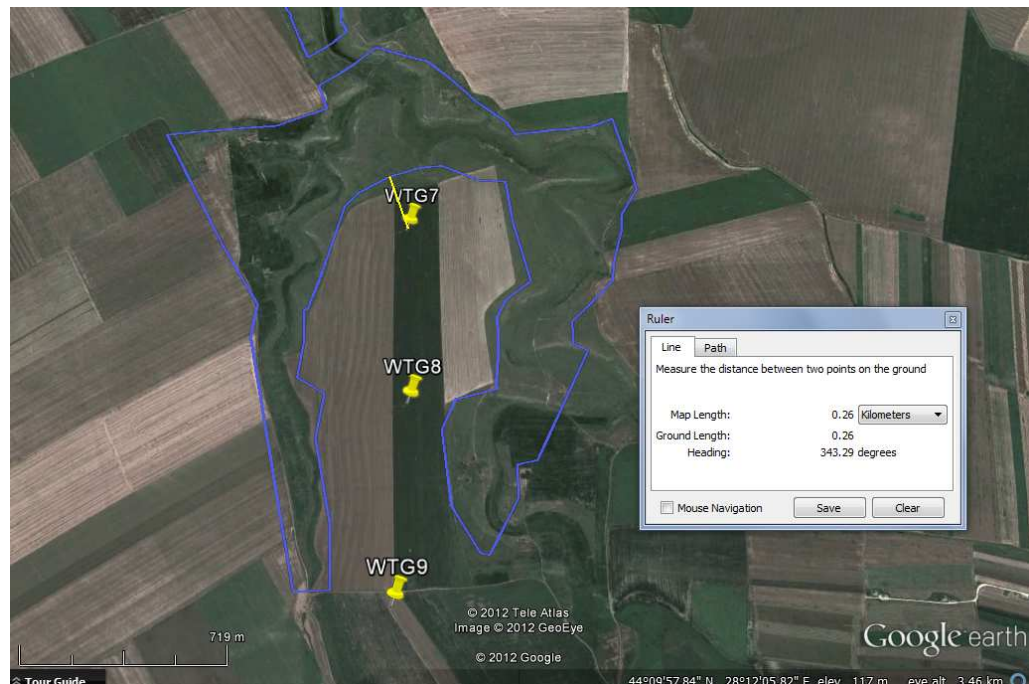 WTG7
WTG8
WTG9
Ruler
Line Path
Measure the distance between two points on the ground
Map Length: 0.26 Kilometers
Ground Length: 0.26
Heading: 343.29 degrees
Mouse Navigation Save Clear
© 2012 Tele Atlas
Image © 2012 GeoEye
© 2012 Google
719 m
Google earth
Tour Guide
44°09'57.84" N 28°12'05.82" E elev 117 m eye alt 3.46 km